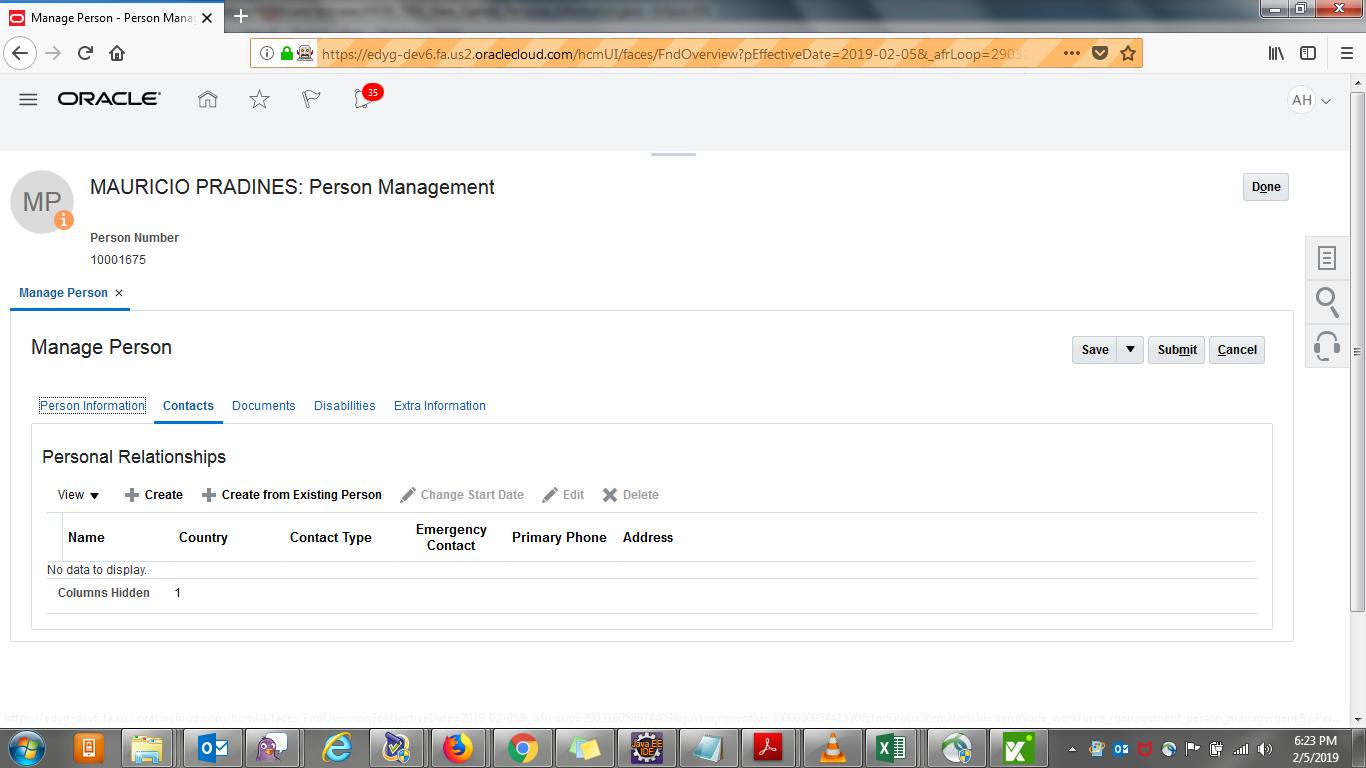 Manage Person - Person Mana
https://edyg-dev6.fa.us2.oraclecloud.com/hcmUI/faces/FndOverview?pEffectiveDate=2019-02-05&_afrLoop=2903
ORACLE
35
AH
MP
i
MAURICIO PRADINES: Person Management
Done
Person Number
10001675
Manage Person
Manage Person
Save
Submit
Cancel
Person Information
Contacts
Documents
Disabilities
Extra Information
Personal Relationships
View
Create
Create from Existing Person
Change Start Date
Edit
Delete
Name
Country
Contact Type
Emergency
Contact
Primary Phone
Address
No data to display.
Columns Hidden 1
Java EE
IDE
6:23 PM
2/5/2019